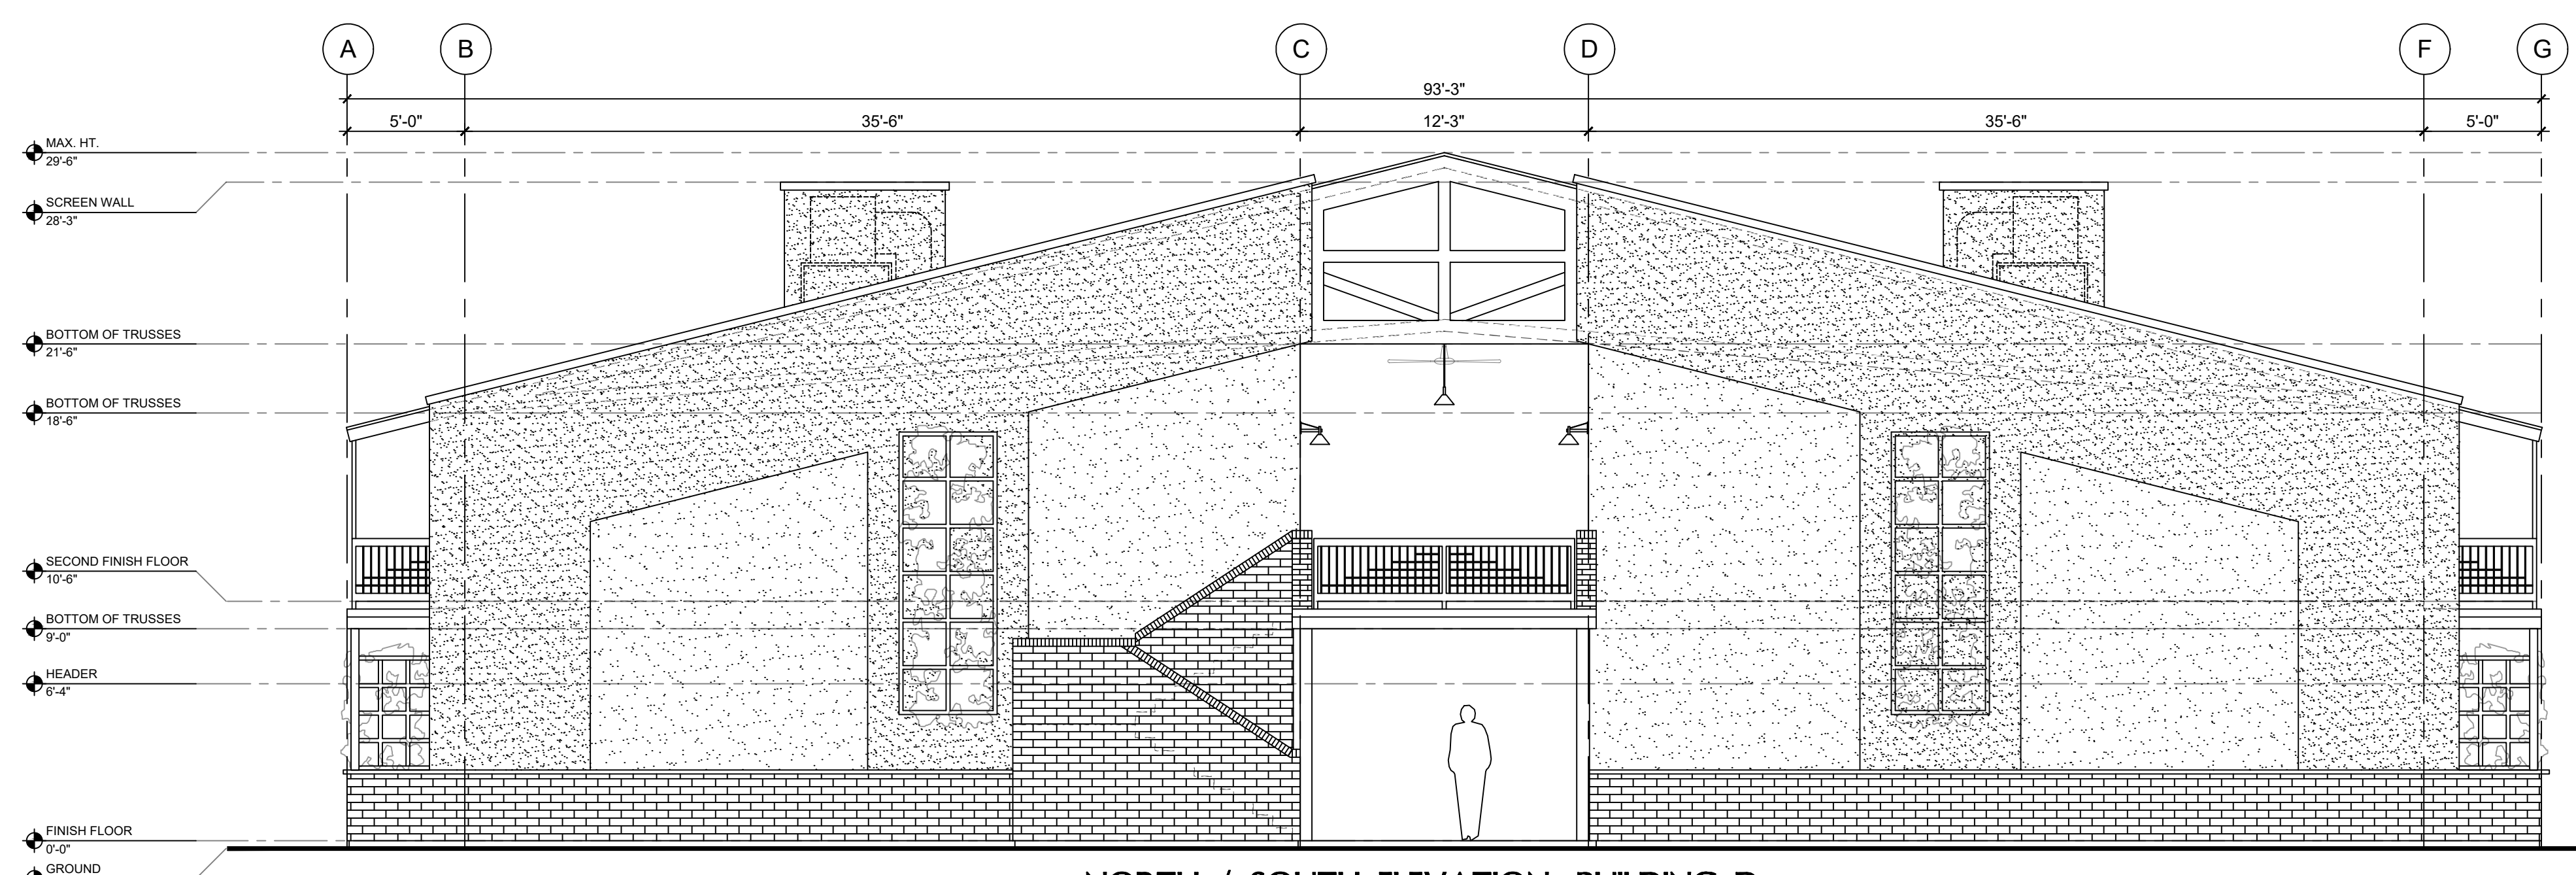 A B C D F G
93'-3"
5'-0" 35'-6" 12'-3" 35'-6" 5'-0"
MAX. HT.
29'-6"
SCREEN WALL
28'-3"
BOTTOM OF TRUSSES
21'-6"
BOTTOM OF TRUSSES
18'-6"
SECOND FINISH FLOOR
10'-6"
BOTTOM OF TRUSSES
9'-0"
HEADER
6'-4"
FINISH FLOOR
0'-0"
GROUND